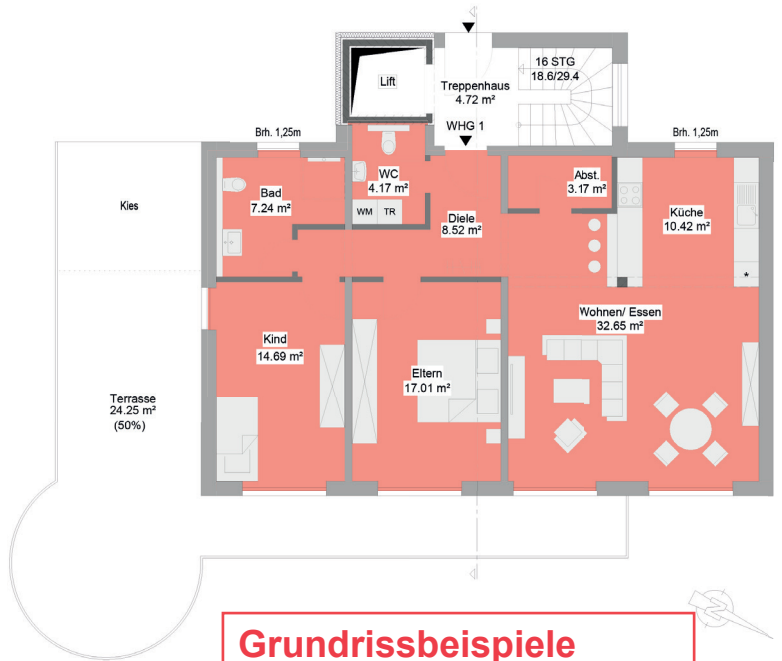 Lift
16 STG
18.6/29.4
Treppenhaus
4.72 m²
WHG 1
Brh. 1,25m
Brh. 1,25m
WC
4.17 m²
Abst.
3.17 m²
Bad
7.24 m²
Kies
WM
TR
Diele
8.52 m²
Küche
10.42 m²
*
Wohnen/ Essen
32.65 m²
Kind
14.69 m²
Eltern
17.01 m²
Terrasse
24.25 m²
(50%)
N
Grundrissbeispiele